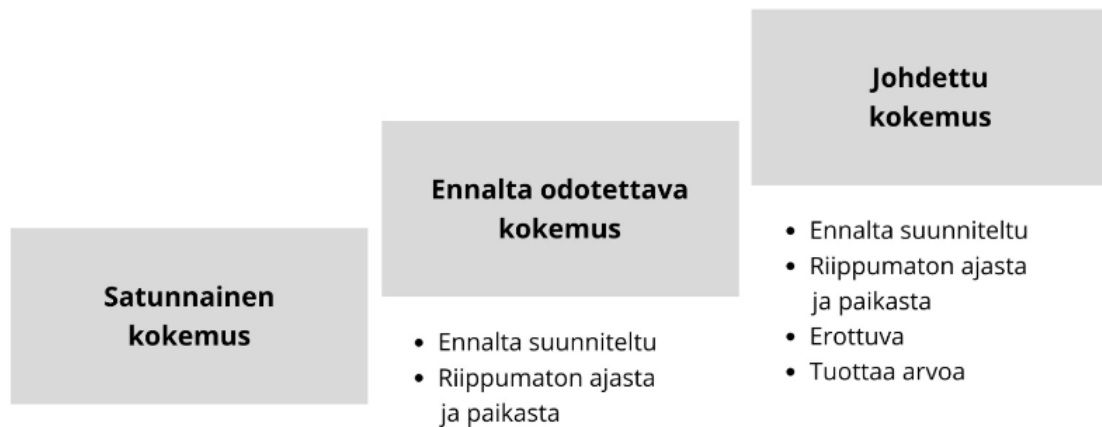 Satunnainen
kokemus
Ennalta odotettava
kokemus
• Ennalta suunniteltu
• Riippumaton ajasta
ja paikasta
Johdettu
kokemus
• Ennalta suunniteltu
• Riippumaton ajasta
ja paikasta
• Erottuva
• Tuottaa arvoa